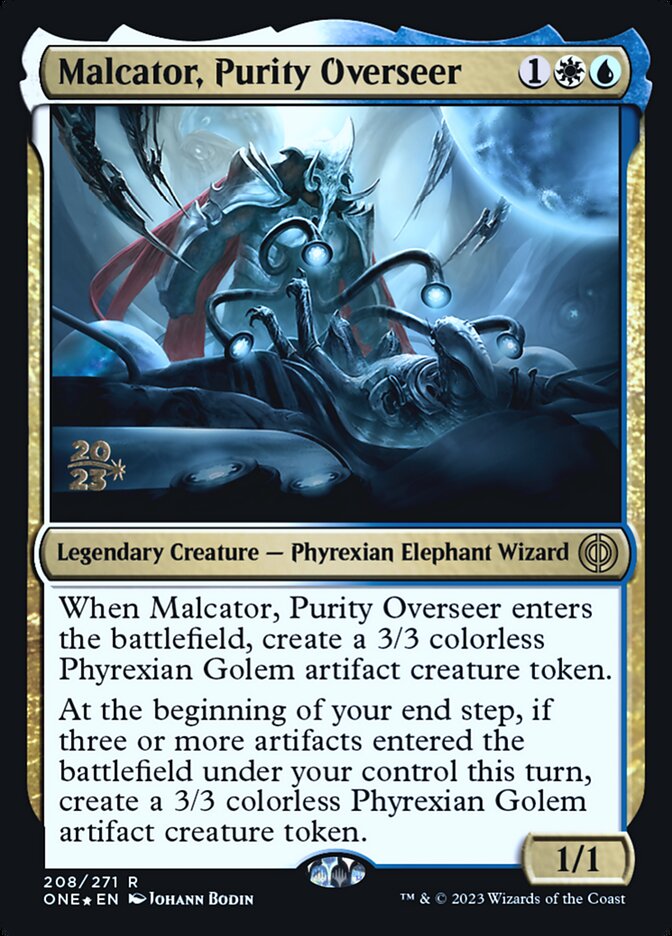 Malcator, Purity Overseer 1
20
23
Legendary Creature — Phyrexian Elephant Wizard
When Malcator, Purity Overseer enters
the battlefield, create a 3/3 colorless
Phyrexian Golem artifact creature token.
At the beginning of your end step, if
three or more artifacts entered the
battlefield under your control this turn,
create a 3/3 colorless Phyrexian Golem
artifact creature token.
1/1
208/271 R
ONE★EN Johann Bodin
™ & © 2023 Wizards of the Coast